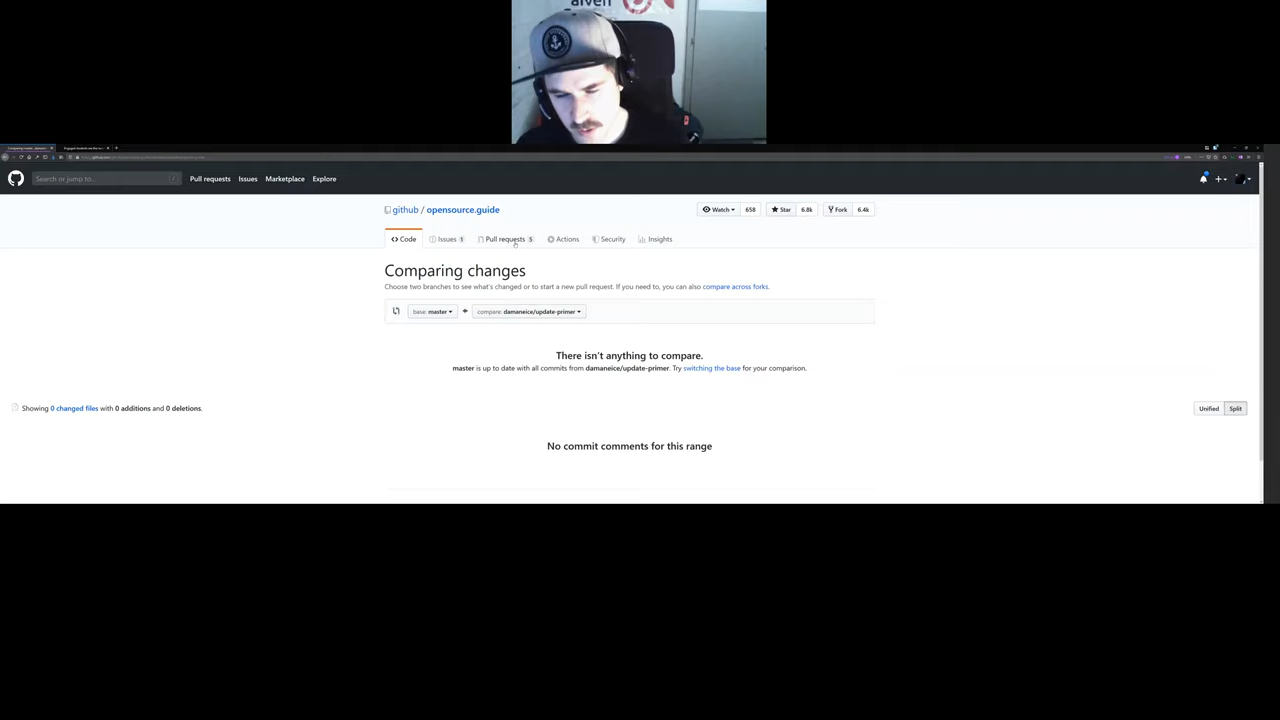 aiven
Search or jump to...
/
Pull requests
Issues
Marketplace
Explore
github / opensource.guide
Watch
658
Star
6.8k
Fork
6.4k
Code
Issues 1
Pull requests 5
Actions
Security
Insights
Comparing changes
Choose two branches to see what's changed or to start a new pull request. If you need to, you can also compare across forks.
base: master
compare: damaneice/update-primer
There isn't anything to compare.
master is up to date with all commits from damaneice/update-primer. Try switching the base for your comparison.
Showing 0 changed files with 0 additions and 0 deletions.
Unified
Split
No commit comments for this range